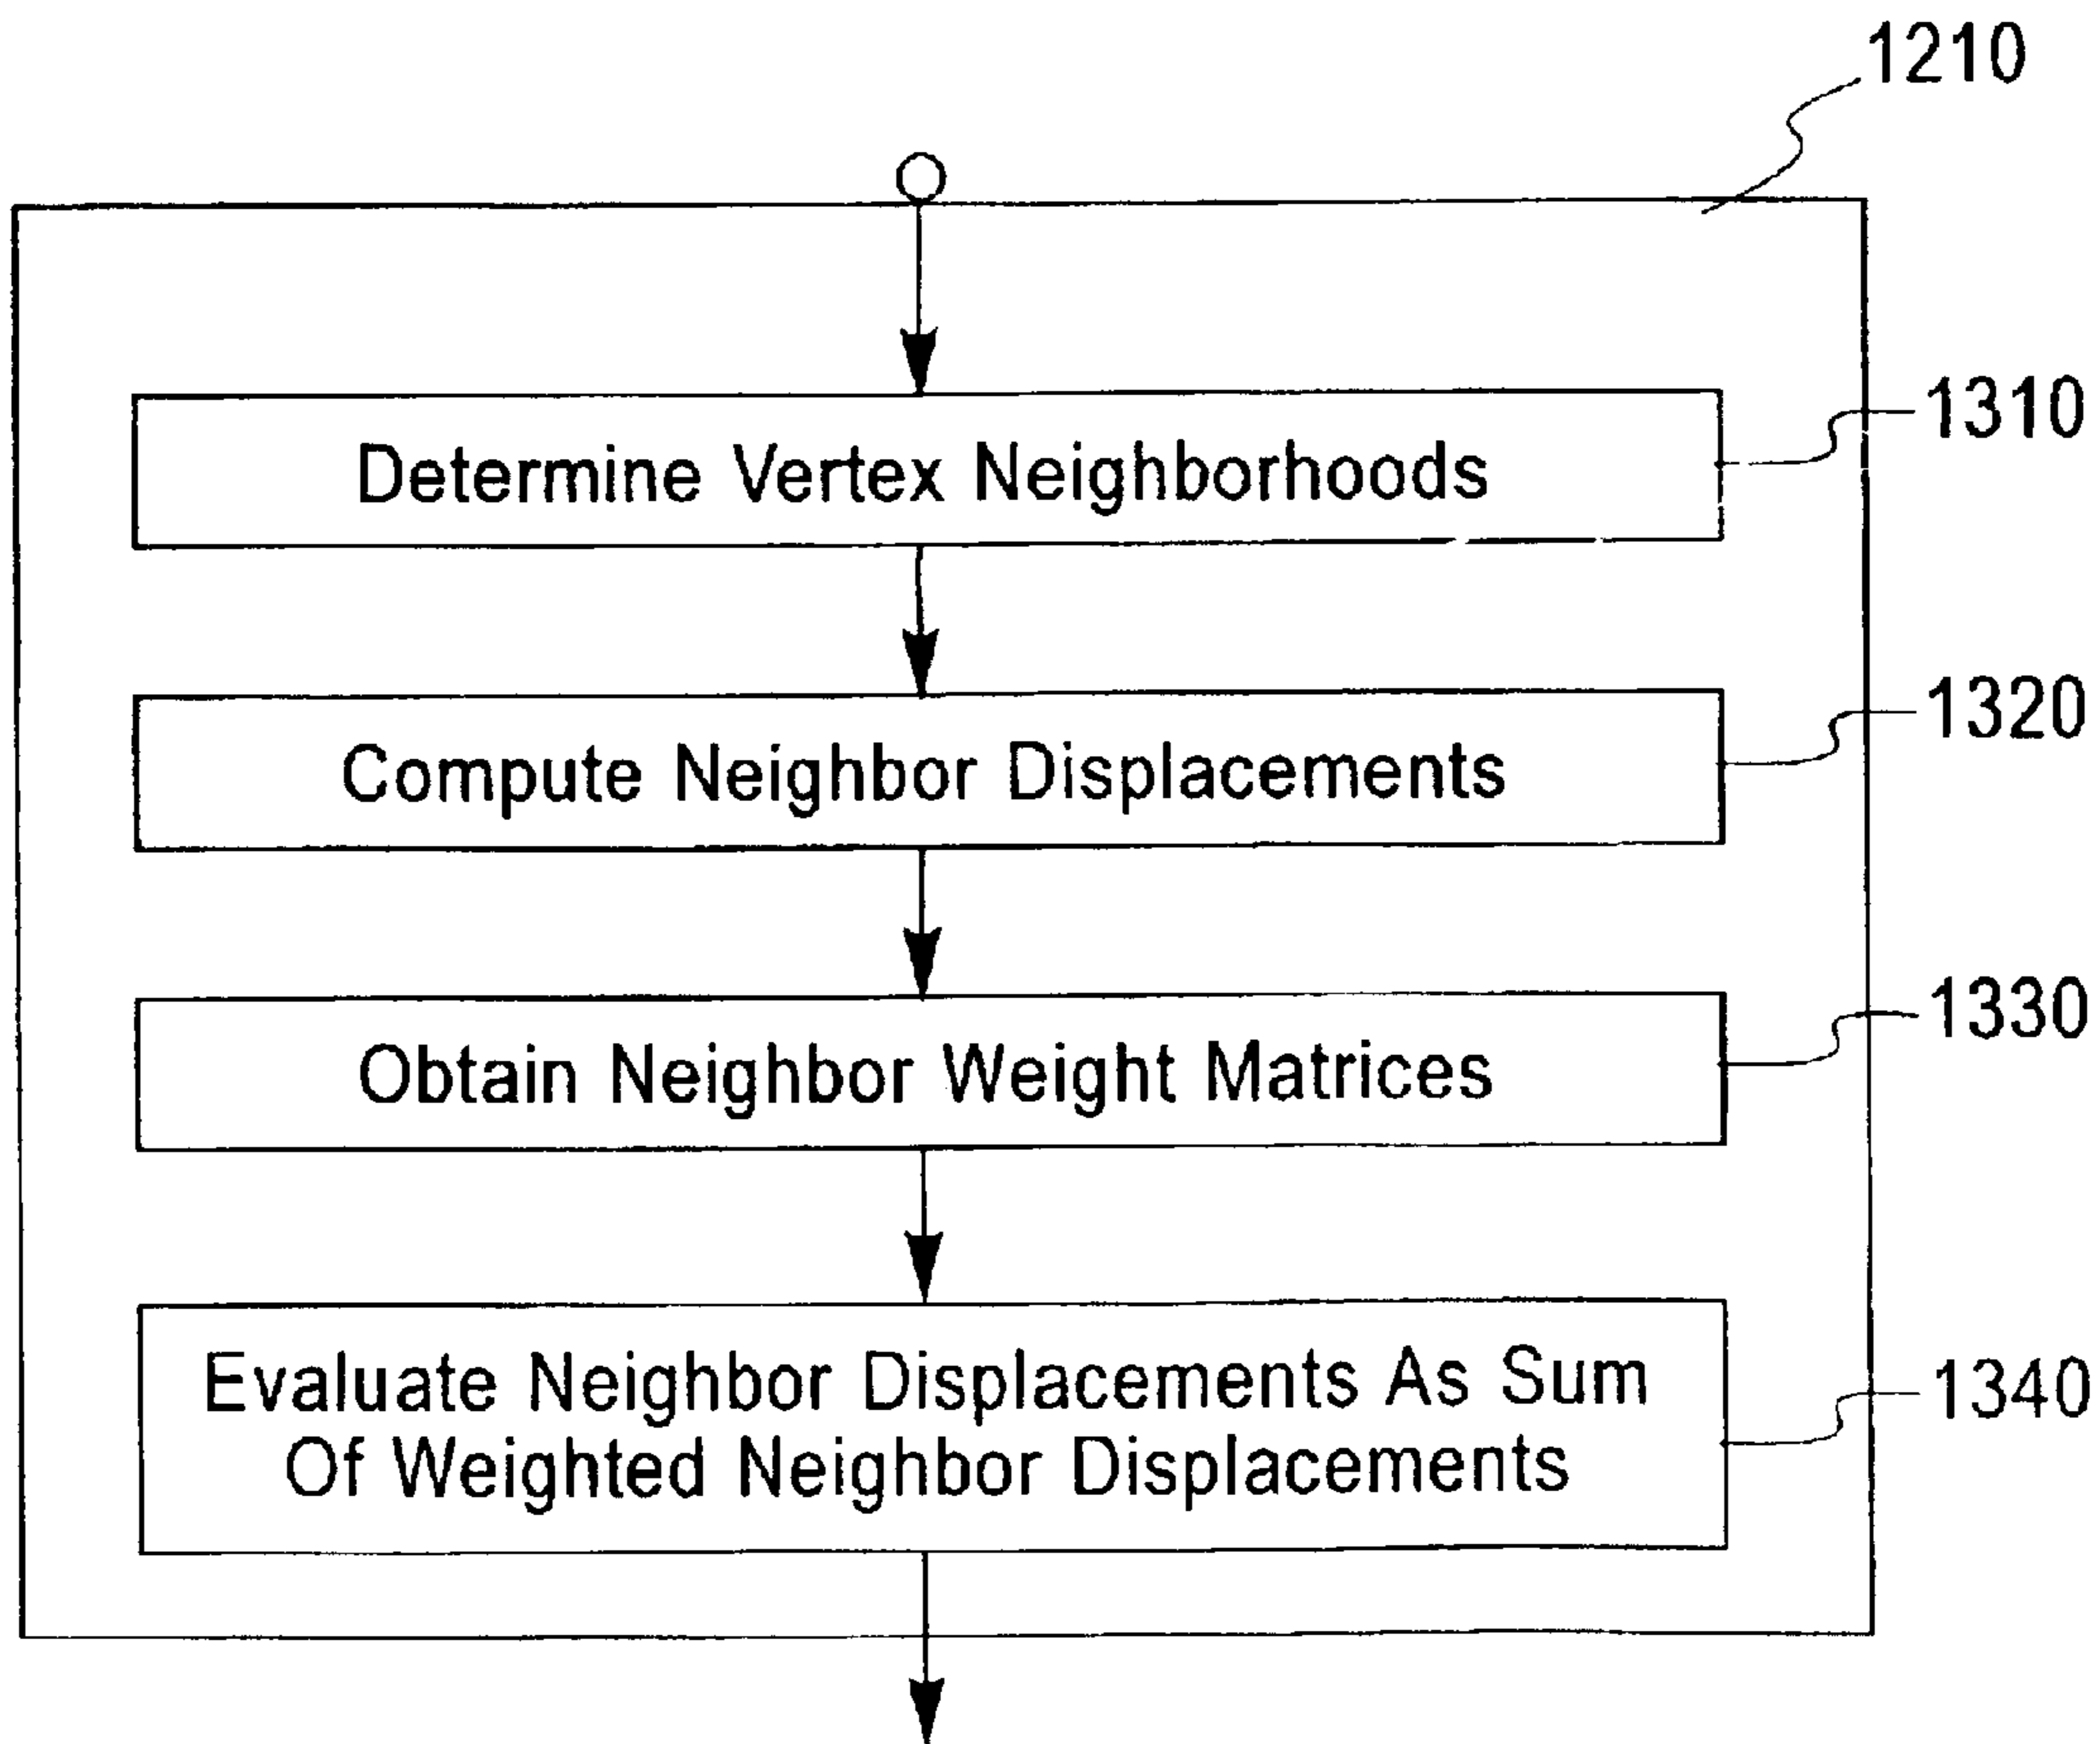 1210
Determine Vertex Neighborhoods
1310
Compute Neighbor Displacements
1320
Obtain Neighbor Weight Matrices
1330
Evaluate Neighbor Displacements As Sum
Of Weighted Neighbor Displacements
1340